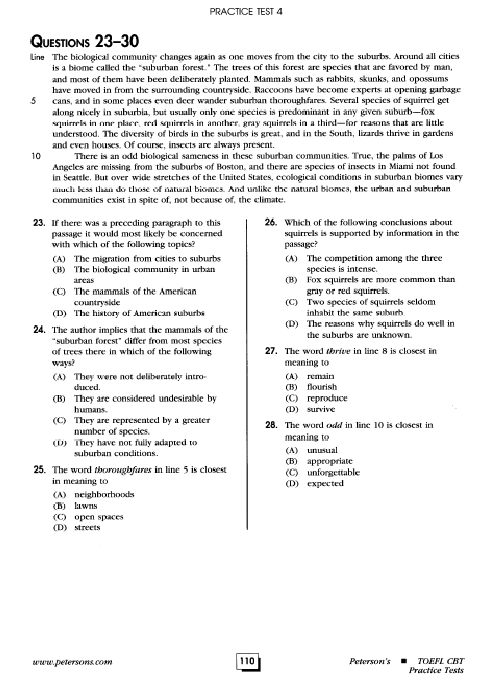 PRACTICE TEST 4
QUESTIONS 23–30
Line The biological community changes again as one moves from the city to the suburbs. Around all cities
is a biome called the "suburban forest." The trees of this forest are species that are favored by man,
and most of them have been deliberately planted. Mammals such as rabbits, skunks, and opossums
have moved in from the surrounding countryside. Raccoons have become experts at opening garbage
5 cans, and in some places even deer wander suburban thoroughfares. Several species of squirrel get
along nicely in suburbia, but usually only one species is predominant in any given suburb—fox
squirrels in one place, red squirrels in another, gray squirrels in a third—for reasons that are little
understood. The diversity of birds in the suburbs is great, and in the South, lizards thrive in gardens
and even houses. Of course, insects are always present.
10 There is an odd biological sameness in these suburban communities. True, the palms of Los
Angeles are missing from the suburbs of Boston, and there are species of insects in Miami not found
in Seattle. But over wide stretches of the United States, ecological conditions in suburban biomes vary
much less than do those of natural biomes. And unlike the natural biomes, the urban and suburban
communities exist in spite of, not because of, the climate.
23. If there was a preceding paragraph to this
passage it would most likely be concerned
with which of the following topics?
(A) The migration from cities to suburbs
(B) The biological community in urban
areas
(C) The mammals of the American
countryside
(D) The history of American suburbs
24. The author implies that the mammals of the
"suburban forest" differ from most species
of trees there in which of the following
ways?
(A) They were not deliberately intro-
duced.
(B) They are considered undesirable by
humans.
(C) They are represented by a greater
number of species.
(D) They have not fully adapted to
suburban conditions.
25. The word thoroughfares in line 5 is closest
in meaning to
(A) neighborhoods
(B) lawns
(C) open spaces
(D) streets
26. Which of the following conclusions about
squirrels is supported by information in the
passage?
(A) The competition among the three
species is intense.
(B) Fox squirrels are more common than
gray or red squirrels.
(C) Two species of squirrels seldom
inhabit the same suburb.
(D) The reasons why squirrels do well in
the suburbs are unknown.
27. The word thrive in line 8 is closest in
meaning to
(A) remain
(B) flourish
(C) reproduce
(D) survive
28. The word odd in line 10 is closest in
meaning to
(A) unusual
(B) appropriate
(C) unforgettable
(D) expected
www.petersons.com
110
Peterson's ■ TOEFL CBT
Practice Tests